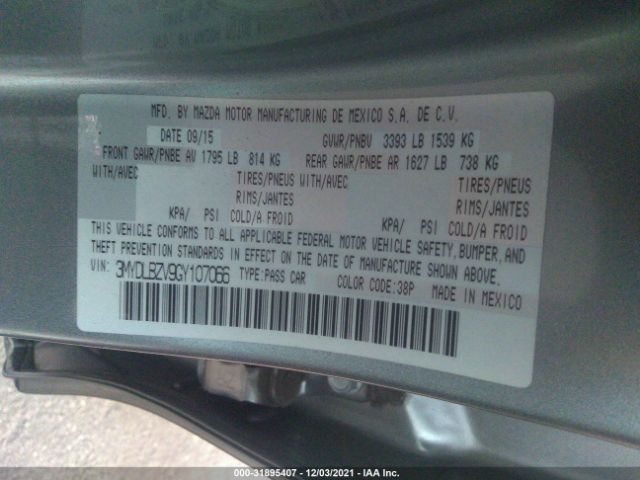 MFD. BY MAZDA MOTOR MANUFACTURING DE MEXICO S.A. DE C.V.
DATE 09/15 GVWR/PNBV 3393 LB 1539 KG
FRONT GAWR/PNBE AV 1795 LB 814 KG REAR GAWR/PNBE AR 1627 LB 738 KG
WITH/AVEC TIRES/PNEUS WITH/AVEC TIRES/PNEUS
RIMS/JANTES RIMS/JANTES
KPA/ PSI COLD/A FROID KPA/ PSI COLD/A FROID
THIS VEHICLE CONFORMS TO ALL APPLICABLE FEDERAL MOTOR VEHICLE SAFETY, BUMPER, AND
THEFT PREVENTION STANDARDS IN EFFECT ON THE DATE OF MANUFACTURE SHOWN ABOVE.
VIN: 3MYDLBZV9GY107066 TYPE:PASS CAR COLOR CODE:38P MADE IN MEXICO
000-31895407 - 12/03/2021 - IAA Inc.